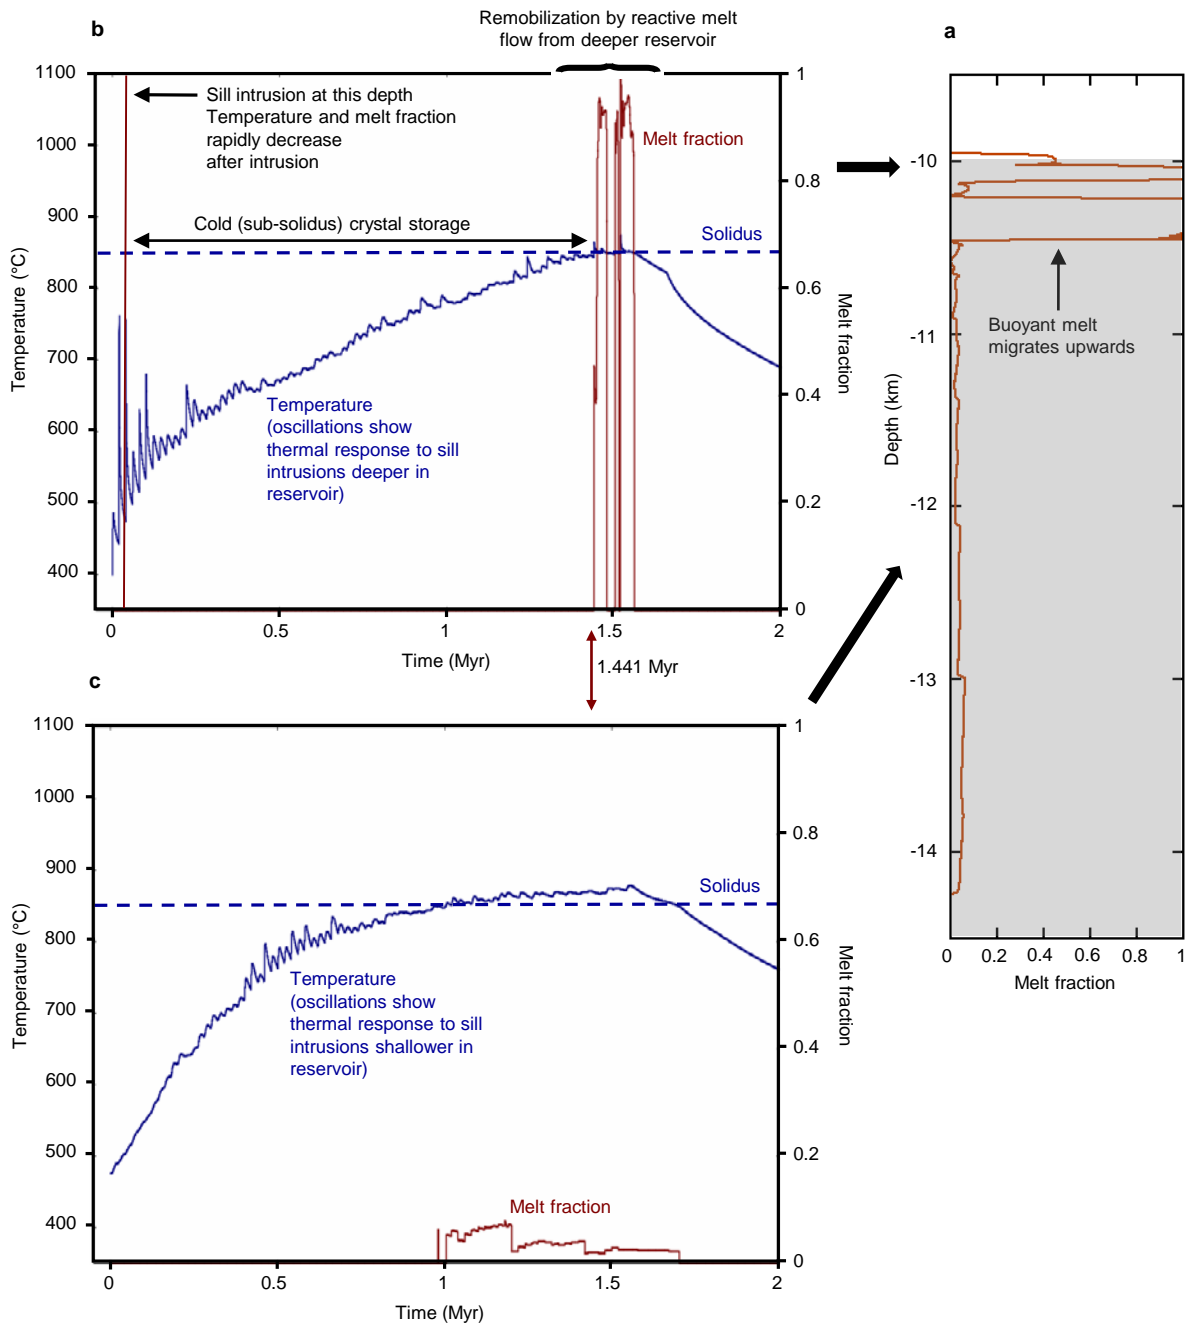 b
Remobilization by reactive melt
flow from deeper reservoir
1100
1000
900
800
700
600
500
400
Temperature (°C)
Sill intrusion at this depth
Temperature and melt fraction
rapidly decrease
after intrusion
Cold (sub-solidus) crystal storage
Melt fraction
Solidus
Temperature
(oscillations show
thermal response to sill
intrusions deeper in
reservoir)
1
0.8
0.6
0.4
0.2
0
Melt fraction
0
0.5
1
1.5
2
Time (Myr)
1.441 Myr
a
-10
-11
-12
-13
-14
Depth (km)
Buoyant melt
migrates upwards
0
0.2
0.4
0.6
0.8
1
Melt fraction
c
1100
1000
900
800
700
600
500
400
Temperature (°C)
Solidus
Temperature
(oscillations show
thermal response to sill
intrusions shallower in
reservoir)
Melt fraction
1
0.8
0.6
0.4
0.2
0
Melt fraction
0
0.5
1
1.5
2
Time (Myr)